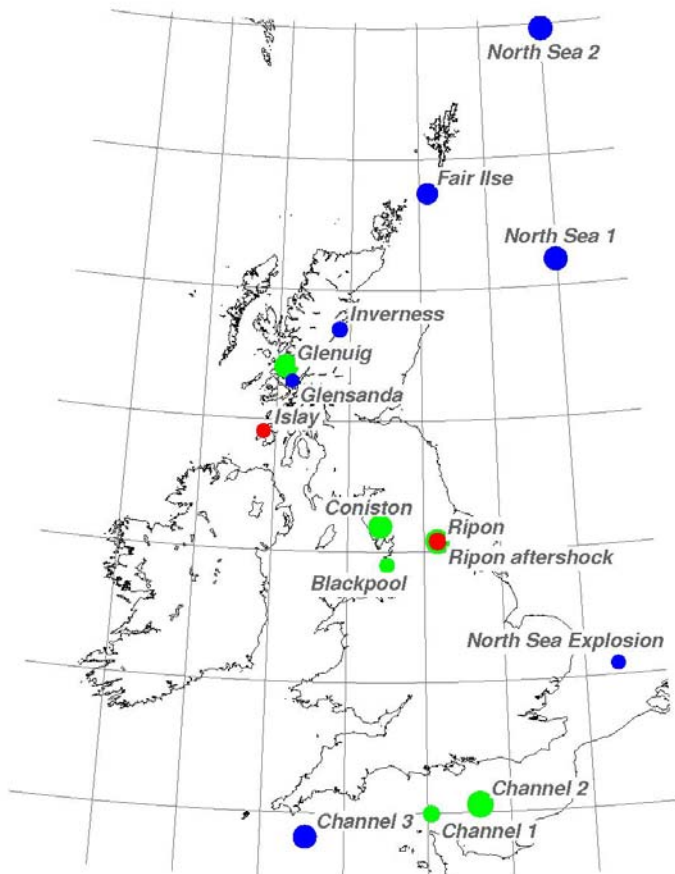 North Sea 2
Fair Ilse
North Sea 1
Inverness
Glenuig
Glensanda
Islay
Coniston
Ripon
Ripon aftershock
Blackpool
North Sea Explosion
Channel 2
Channel 3
Channel 1